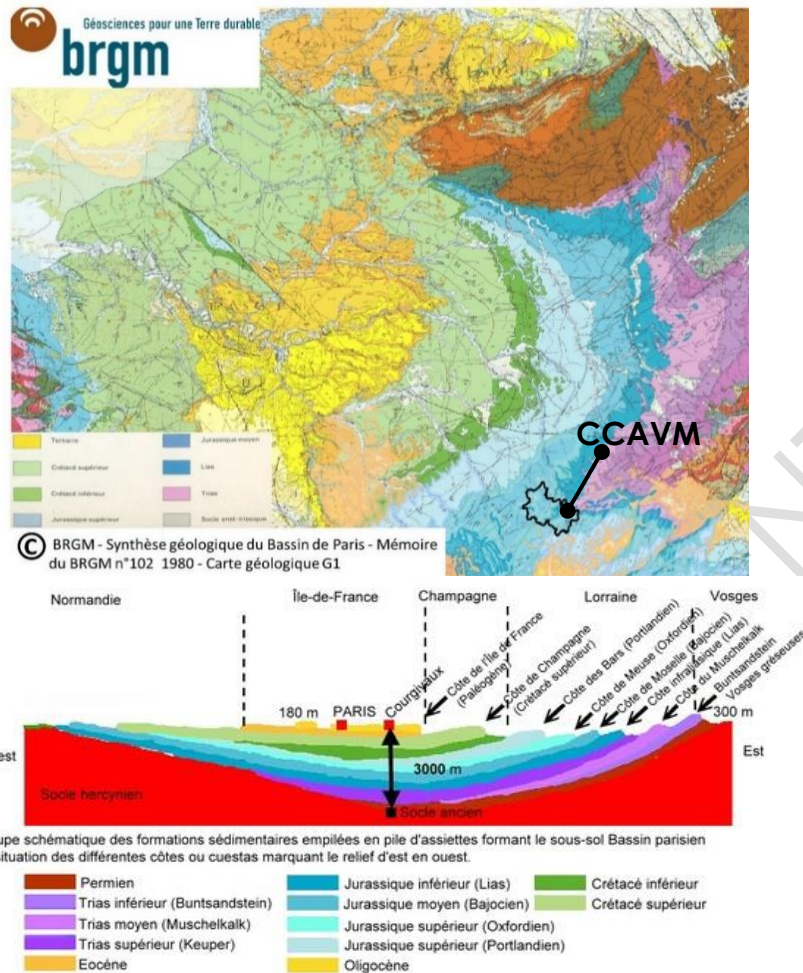 Géosciences pour une Terre durable
brgm
CCAVM
Tertiaire
Crétacé supérieur
Crétacé inférieur
Jurassique supérieur
Jurassique moyen
Lias
Trias
© BRGM - Synthèse géologique du Bassin de Paris - Mémoire
du BRGM n°102 1980 - Carte géologique G1
Normandie
Île-de-France
Champagne
Lorraine
Vosges
Côte de l'Île de France
(Paléogène)
Côte de Champagne
(Crétacé supérieur)
Côte des Bars (Portlandien)
Côte de Meuse (Oxfordien)
Côte de Moselle (Bajocien)
Côte infraliasique (Lias)
Côte du Muschelkalk
Buntsandstein
Vosges gréseuses
180 m
PARIS
Courgivaux
300 m
est
Est
3000 m
Socle hercynien
Socle ancien
upe schématique des formations sédimentaires empilées en pile d'assiettes formant le sous-sol Bassin parisien
situation des différentes côtes ou cuestas marquant le relief d'est en ouest.
Permien
Trias inférieur (Buntsandstein)
Trias moyen (Muschelkalk)
Trias supérieur (Keuper)
Eocéne
Jurassique inférieur (Lias)
Jurassique moyen (Bajocien)
Jurassique supérieur (Oxfordien)
Jurassique supérieur (Portlandien)
Oligocène
Crétacé inférieur
Crétacé supérieur